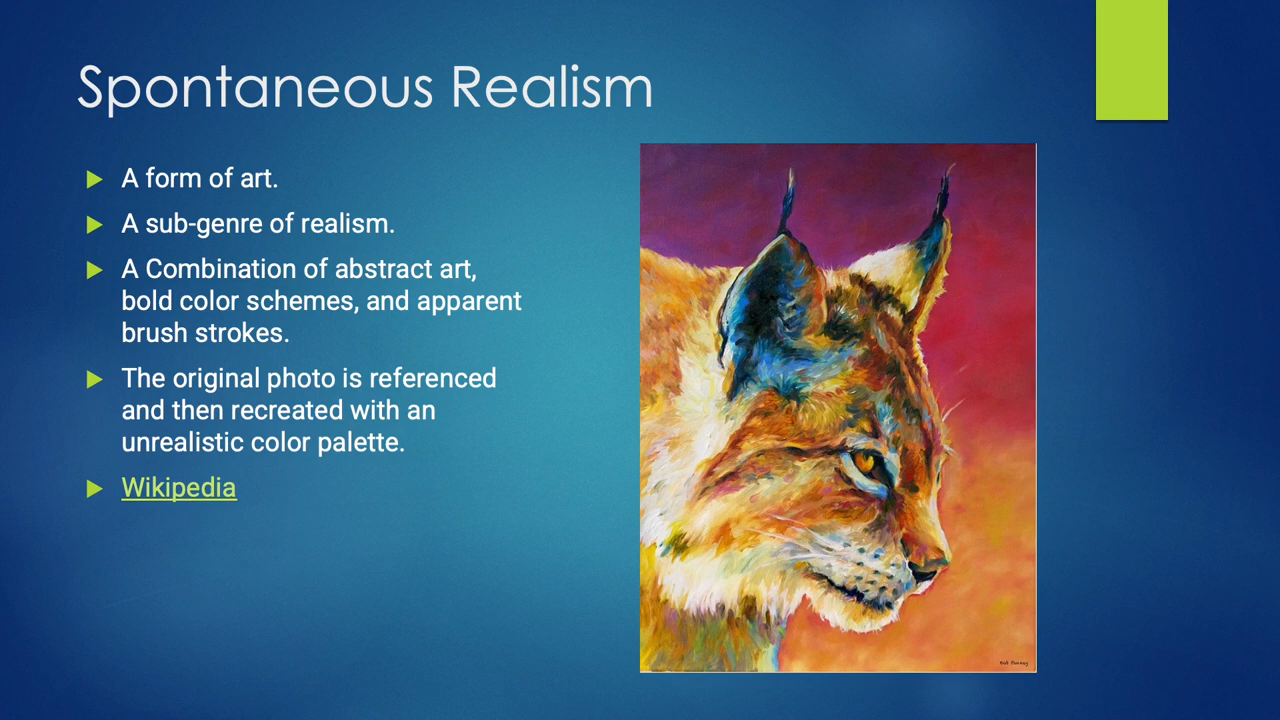 Spontaneous Realism
A form of art.
A sub-genre of realism.
A Combination of abstract art,
bold color schemes, and apparent
brush strokes.
The original photo is referenced
and then recreated with an
unrealistic color palette.
Wikipedia